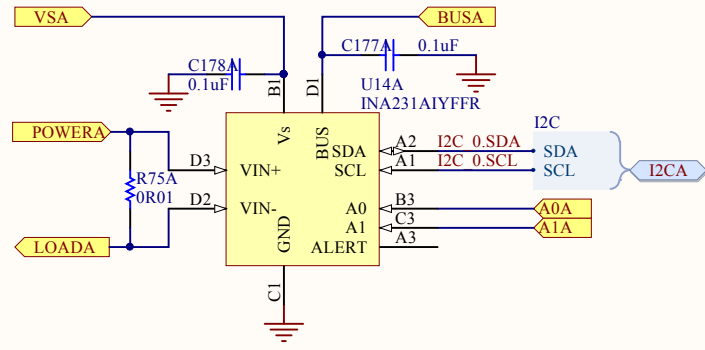 VSA
BUSA
C178A
0.1uF
B1
D1
C177A
0.1uF
U14A
INA231AIYFFR
POWERA
R75A
0R01
LOADA
D3
D2
VIN+
VIN-
Vs
BUS
GND
C1
SDA
SCL
A0
A1
ALERT
A2
A1
B3
C3
A3
I2C_0.SDA
I2C_0.SCL
I2C
SDA
SCL
I2CA
A0A
A1A